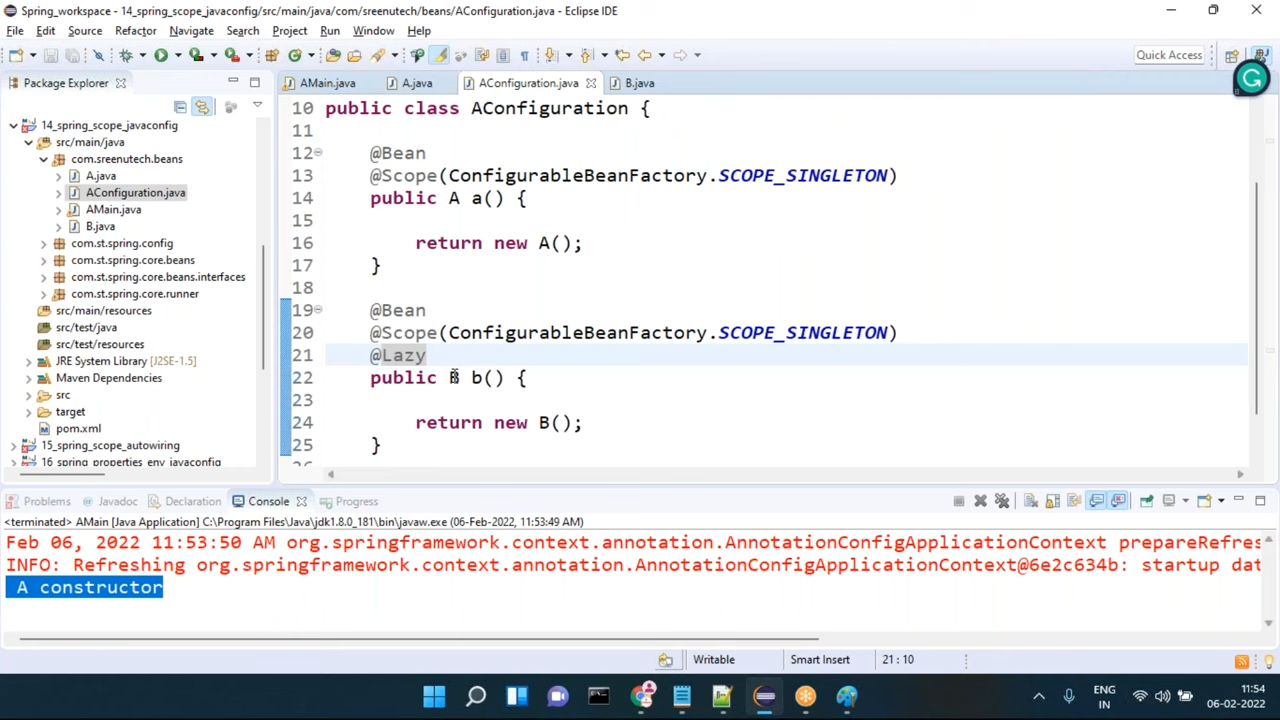 Spring_workspace - 14_spring_scope_javaconfig/src/main/java/com/sreenutech/beans/AConfiguration.java - Eclipse IDE
File Edit Source Refactor Navigate Search Project Run Window Help
Quick Access
Package Explorer
AMain.java A.java AConfiguration.java B.java
14_spring_scope_javaconfig
src/main/java
com.sreenutech.beans
A.java
AConfiguration.java
AMain.java
B.java
com.st.spring.config
com.st.spring.core.beans
com.st.spring.core.beans.interfaces
com.st.spring.core.runner
src/main/resources
src/test/java
src/test/resources
JRE System Library [J2SE-1.5]
Maven Dependencies
src
target
pom.xml
15_spring_scope_autowiring
16_spring_properties_env_javaconfig
10 public class AConfiguration {
11
12 @Bean
13 @Scope(ConfigurableBeanFactory.SCOPE_SINGLETON)
14 public A a() {
15
16 return new A();
17 }
18
19 @Bean
20 @Scope(ConfigurableBeanFactory.SCOPE_SINGLETON)
21 @Lazy
22 public B b() {
23
24 return new B();
25 }
Problems Javadoc Declaration Console Progress
<terminated> AMain [Java Application] C:\Program Files\Java\jdk1.8.0_181\bin\javaw.exe (06-Feb-2022, 11:53:49 AM)
Feb 06, 2022 11:53:50 AM org.springframework.context.annotation.AnnotationConfigApplicationContext prepareRefres
INFO: Refreshing org.springframework.context.annotation.AnnotationConfigApplicationContext@6e2c634b: startup dat
A constructor
Writable Smart Insert 21 : 10
ENG
IN
11:54
06-02-2022